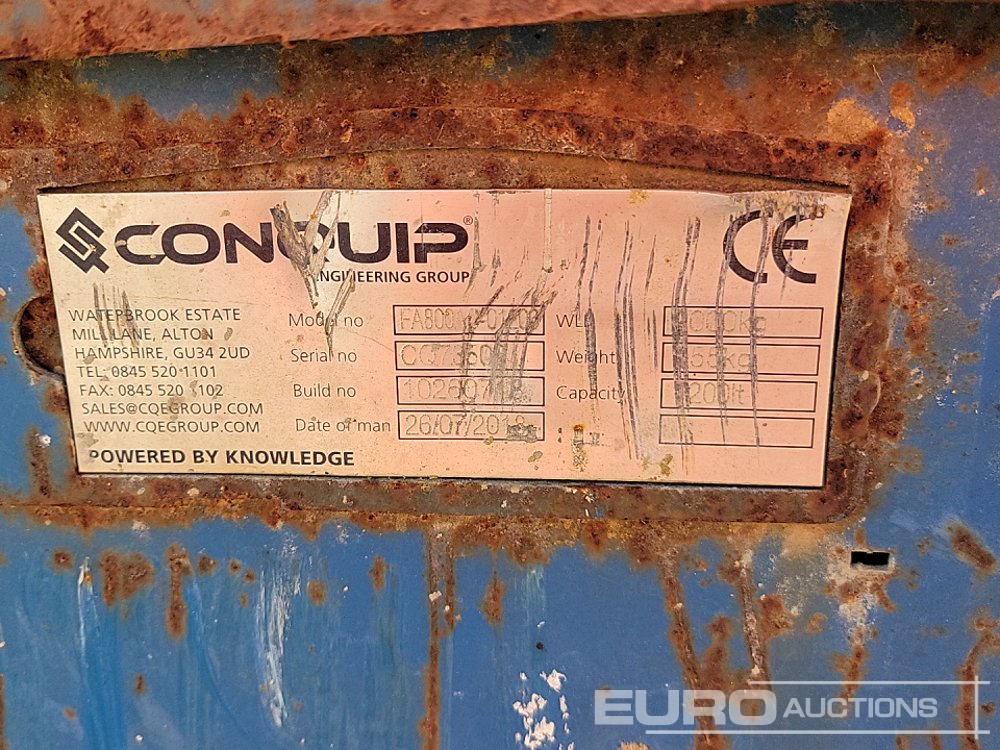 CONQUIP®
ENGINEERING GROUP
CE
WATERBROOK ESTATE
MILL LANE, ALTON
HAMPSHIRE, GU34 2UD
TEL: 0845 520 1101
FAX: 0845 520 1102
SALES@CQEGROUP.COM
WWW.CQEGROUP.COM
POWERED BY KNOWLEDGE
Model no
Serial no
Build no
Date of man 26/07/2018
Weight
Capacity
EURO AUCTIONS